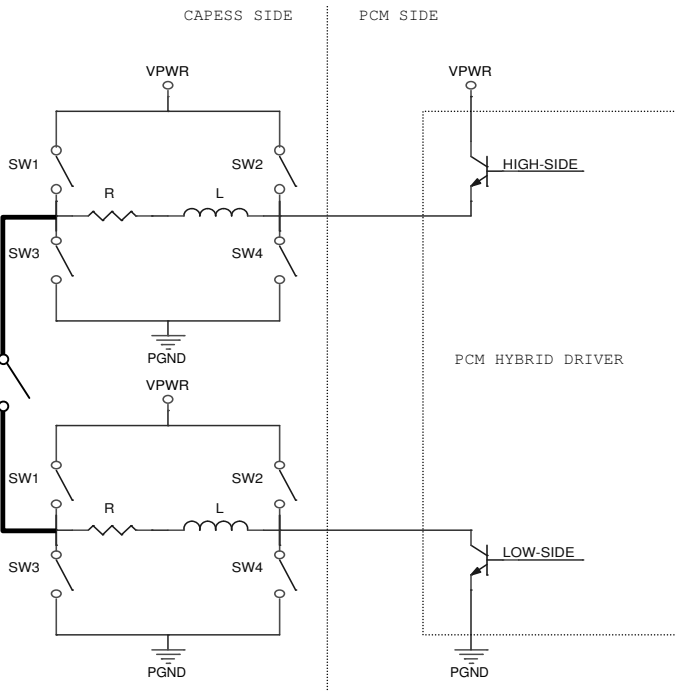 CAPESS SIDE PCM SIDE
VPWR VPWR
SW1 SW2 HIGH-SIDE
R L
SW3 SW4
PGND
PCM HYBRID DRIVER
VPWR
SW1 SW2
R L
LOW-SIDE
SW3 SW4
PGND PGND